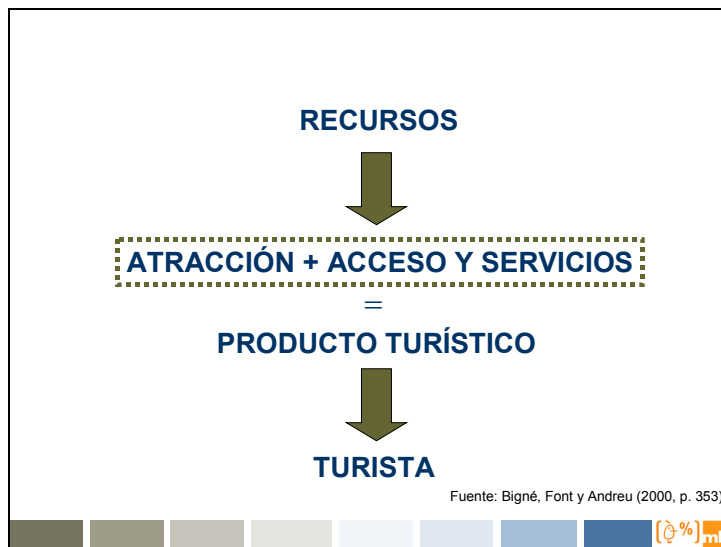 RECURSOS
ATRACCIÓN + ACCESO Y SERVICIOS
=
PRODUCTO TURÍSTICO
TURISTA
Fuente: Bigné, Font y Andreu (2000, p. 353)